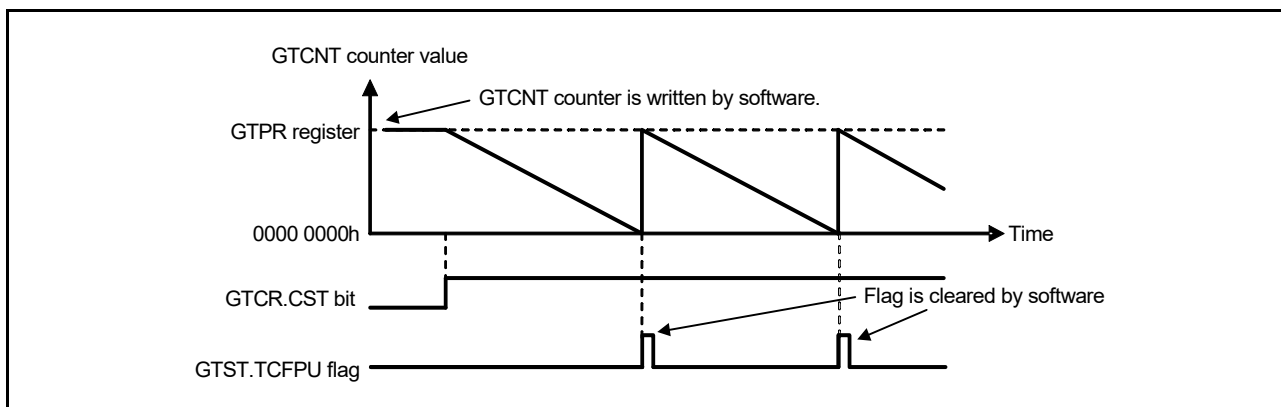 GTCNT counter value
GTCNT counter is written by software.
GTPR register
0000 0000h
Time
GTCR.CST bit
Flag is cleared by software
GTST.TCFPU flag